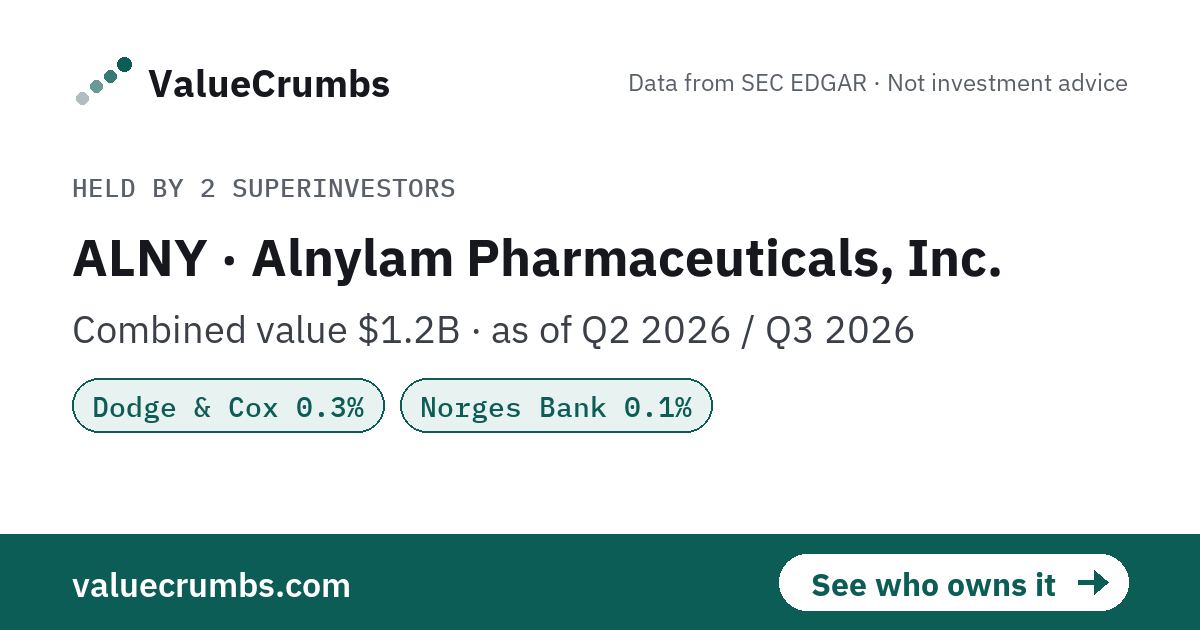 ValueCrumbs
Data from SEC EDGAR · Not investment advice
HELD BY 2 SUPERINVESTORS
ALNY · Alnylam Pharmaceuticals, Inc.
Combined value $1.2B · as of Q2 2026 / Q3 2026
Dodge & Cox 0.3%
Norges Bank 0.1%
valuecrumbs.com
See who owns it →